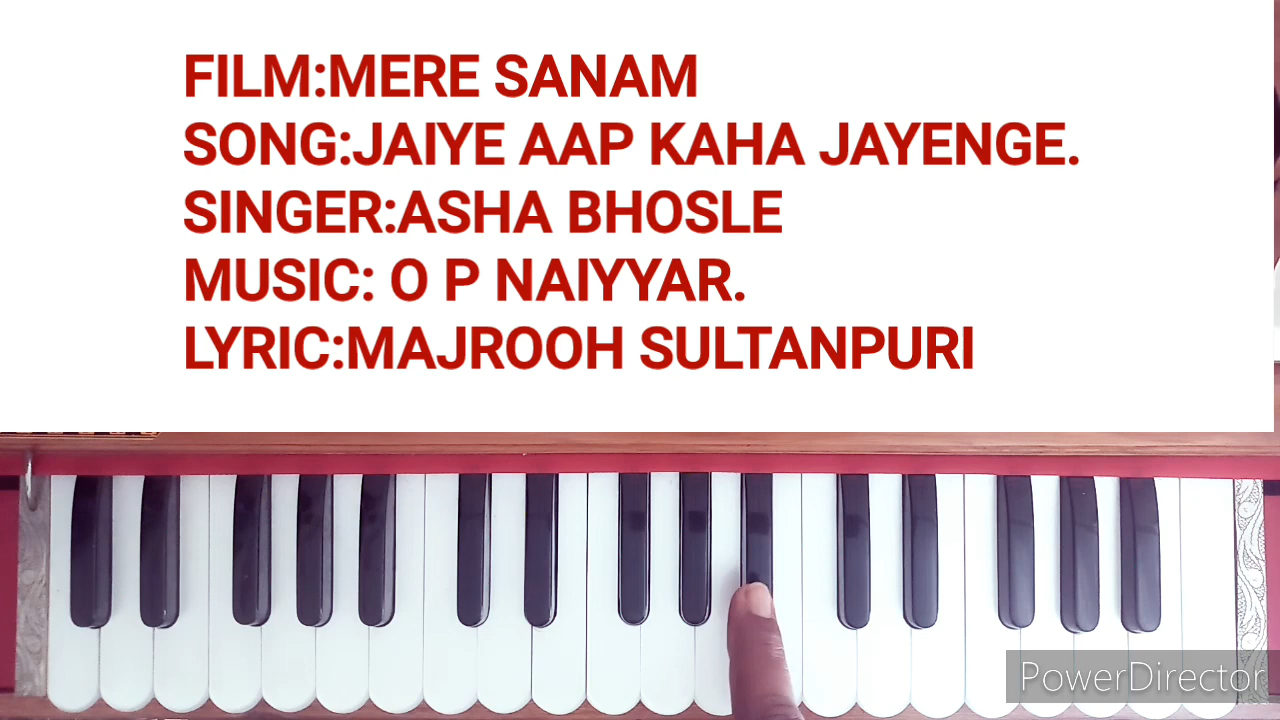 FILM:MERE SANAM
SONG:JAIYE AAP KAHA JAYENGE.
SINGER:ASHA BHOSLE
MUSIC: O P NAIYYAR.
LYRIC:MAJROOH SULTANPURI
PowerDirector